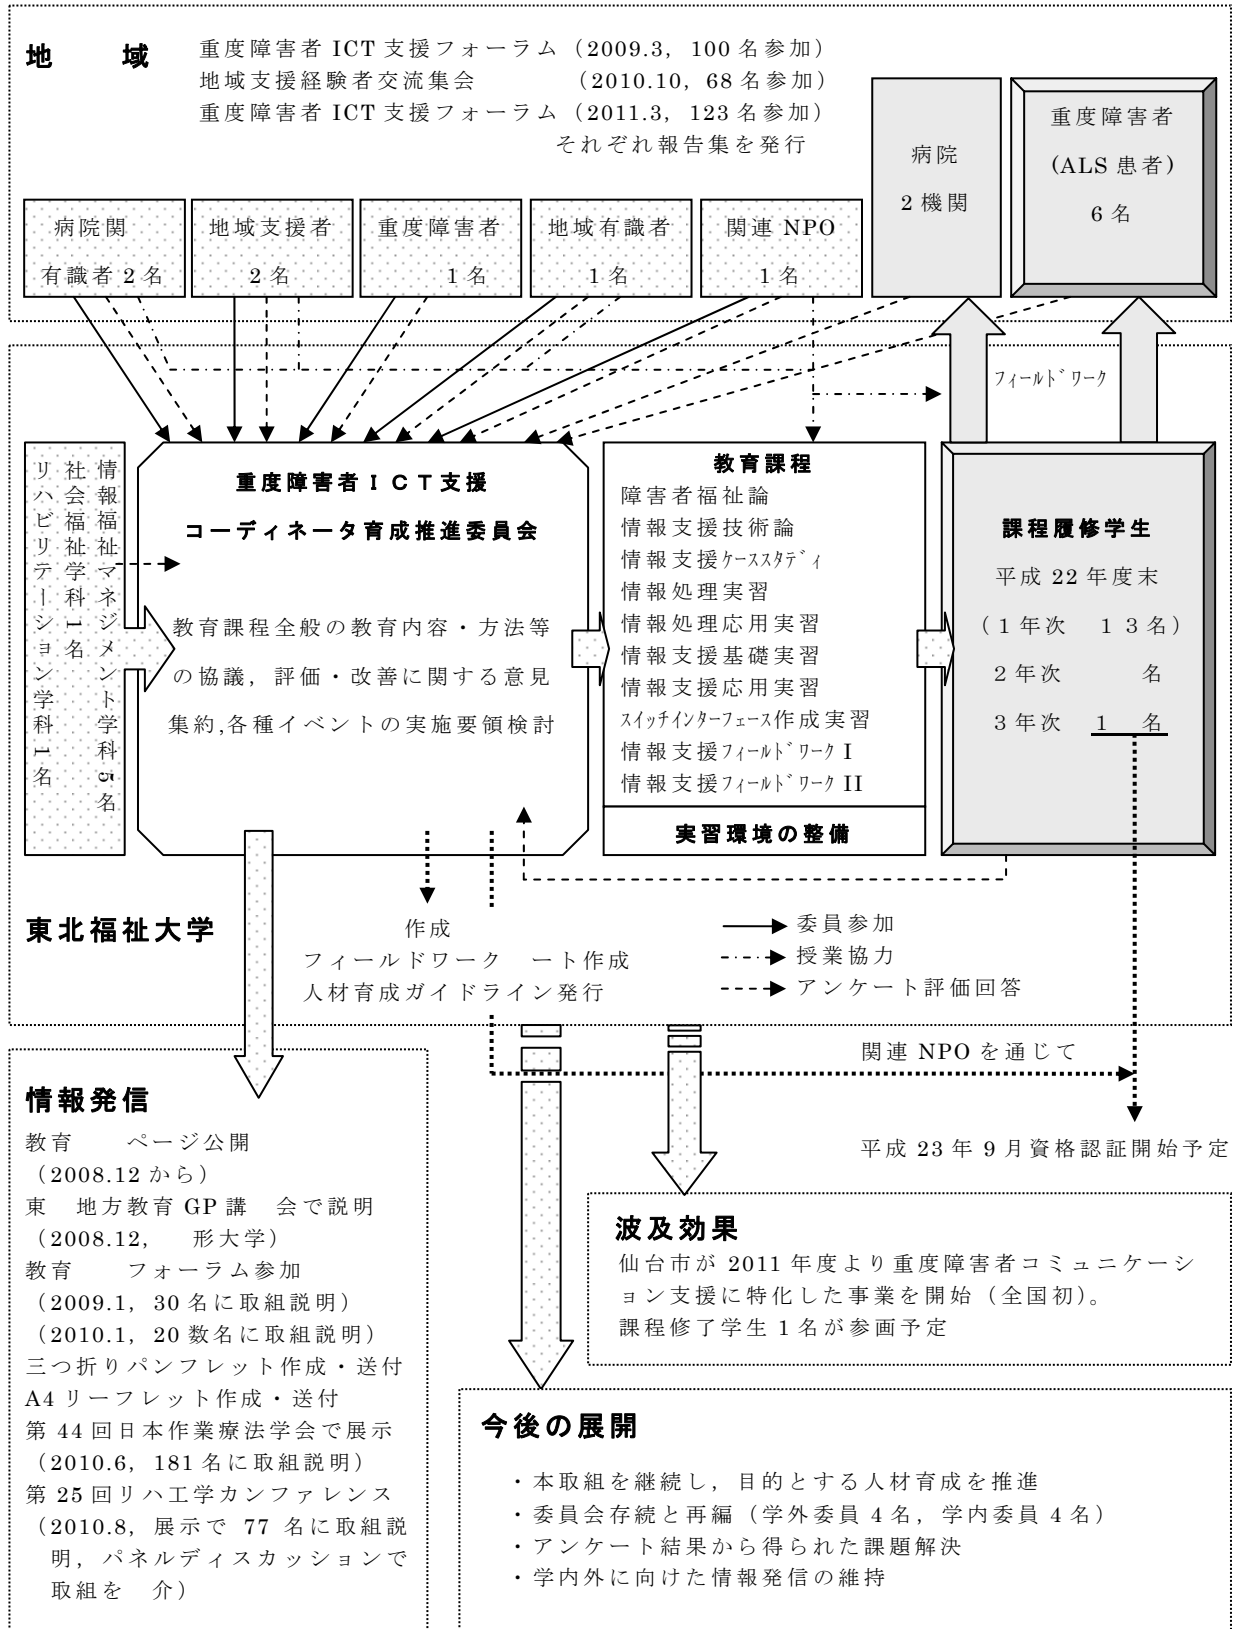 地　　域
重度障害者 ICT 支援フォーラム（2009.3，100 名参加）
地域支援経験者交流集会　　　（2010.10，68 名参加）
重度障害者 ICT 支援フォーラム（2011.3，123 名参加）
それぞれ報告集を発行
病院
2 機関
重度障害者
(ALS 患者)
6 名
病院関
有識者 2 名
地域支援者
2 名
重度障害者
1 名
地域有識者
1 名
関連 NPO
1 名
フィールドワーク
情報福祉マネジメント学科 5 名
社会福祉学科 1 名
リハビリテーション学科 1 名
重度障害者ＩＣＴ支援
コーディネータ育成推進委員会
教育課程全般の教育内容・方法等
の協議，評価・改善に関する意見
集約,各種イベントの実施要領検討
教育課程
障害者福祉論
情報支援技術論
情報支援ケーススタディ
情報処理実習
情報処理応用実習
情報支援基礎実習
情報支援応用実習
スイッチインターフェース作成実習
情報支援フィールドワーク I
情報支援フィールドワーク II
実習環境の整備
課程履修学生
平成 22 年度末
（１年次　１３名）
２年次　　　名
３年次　１　名
東北福祉大学
作成
フィールドワーク　ート作成
人材育成ガイドライン発行
委員参加
授業協力
アンケート評価回答
関連 NPO を通じて
平成 23 年 9 月資格認証開始予定
情報発信
教育　　ページ公開
（2008.12 から）
東　地方教育 GP 講　会で説明
（2008.12，　形大学）
教育　　フォーラム参加
（2009.1，30 名に取組説明）
（2010.1，20 数名に取組説明）
三つ折りパンフレット作成・送付
A4 リーフレット作成・送付
第 44 回日本作業療法学会で展示
（2010.6，181 名に取組説明）
第 25 回リハ工学カンファレンス
（2010.8，展示で 77 名に取組説
明，パネルディスカッションで
取組を　介）
波及効果
仙台市が 2011 年度より重度障害者コミュニケーシ
ョン支援に特化した事業を開始（全国初）。
課程修了学生 1 名が参画予定
今後の展開
・本取組を継続し，目的とする人材育成を推進
・委員会存続と再編（学外委員 4 名，学内委員 4 名）
・アンケート結果から得られた課題解決
・学内外に向けた情報発信の維持